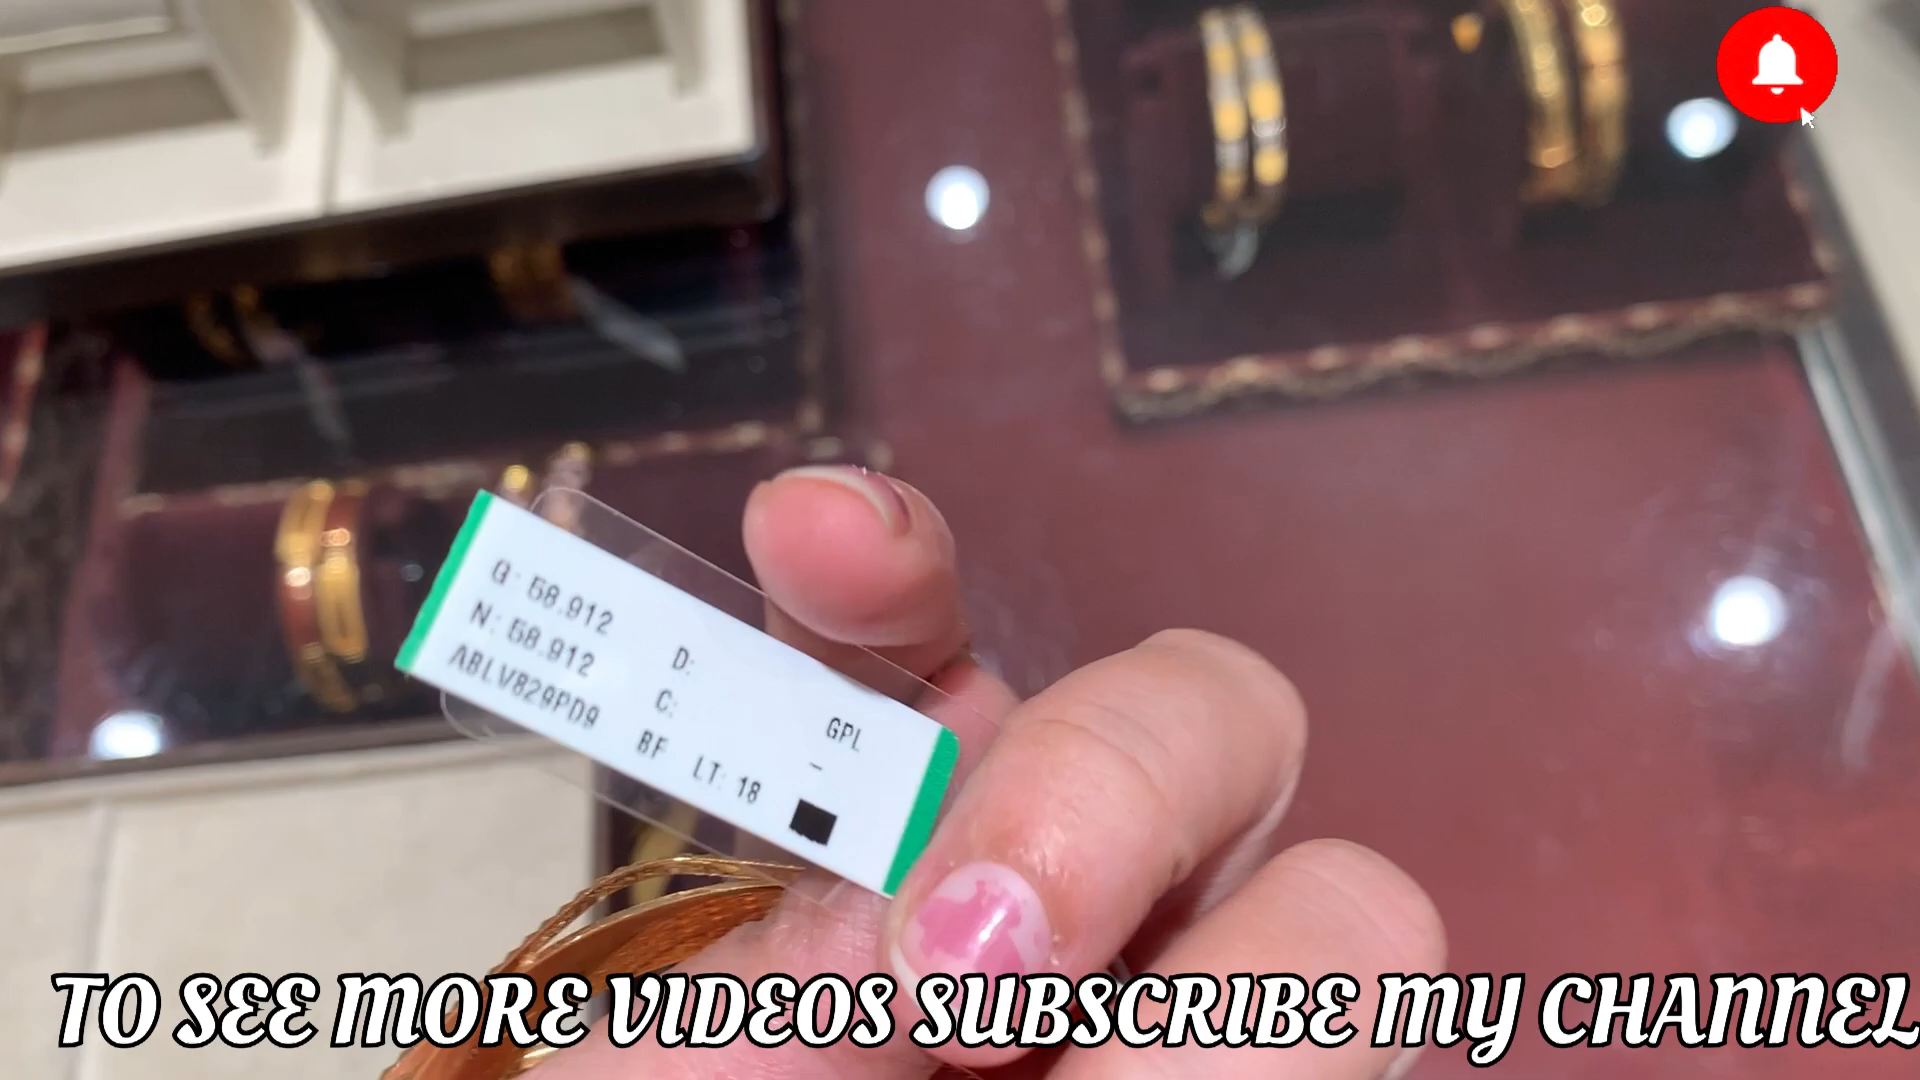 G: 58.912
N: 58.912 D:
ABLV829PD9 C: GPL
BF LT: 18 -
TO SEE MORE VIDEOS SUBSCRIBE MY CHANNEL